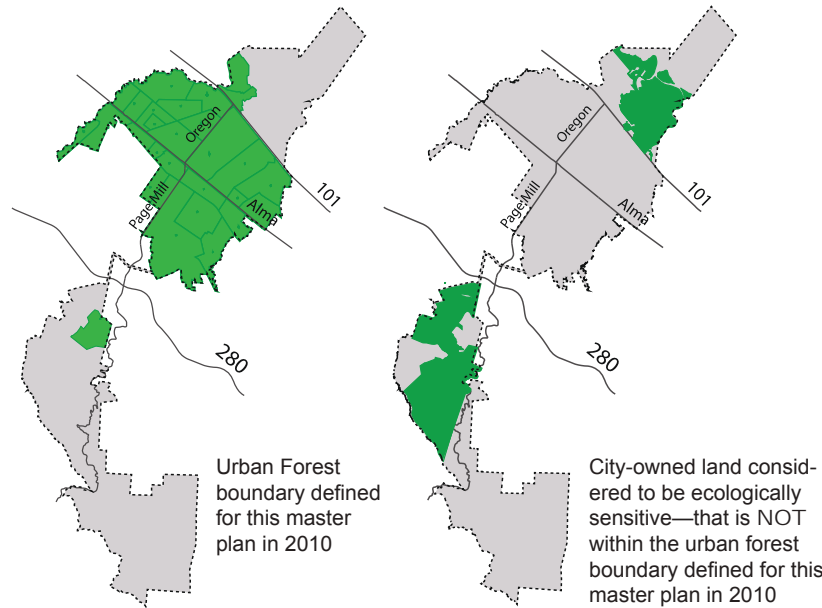 Oregon
101
Page Mill
Alma
280
Urban Forest
boundary defined
for this master
plan in 2010
Oregon
101
Page Mill
Alma
280
City-owned land consid-
ered to be ecologically
sensitive—that is NOT
within the urban forest
boundary defined for this
master plan in 2010